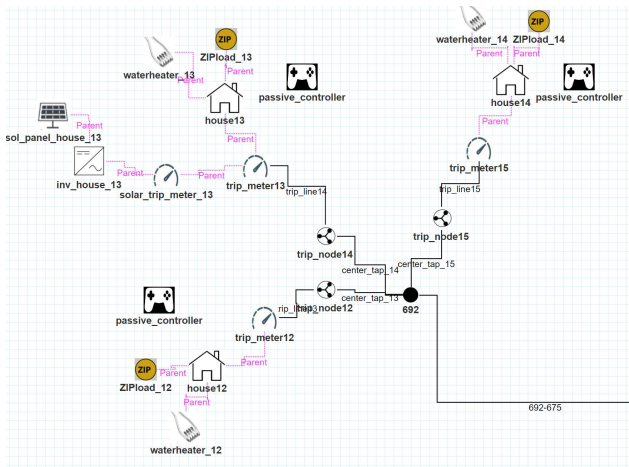 waterheater_14
ZIP
ZIPload_14
Parent
Parent
ZIP
ZIPload_13
waterheater_13
Parent
Parent
house13
passive_controller
house14
passive_controller
Parent
sol_panel_house_13
Parent
inv_house_13
Parent
solar_trip_meter_13
Parent
trip_meter13
Parent
trip_line14
trip_meter15
trip_line15
trip_node14
trip_node15
center_tap_14
center_tap_15
center_tap_13
692
passive_controller
trip_node12
trip_meter12
Parent
ZIP
ZIPload_12
Parent
house12
Parent
waterheater_12
692-675